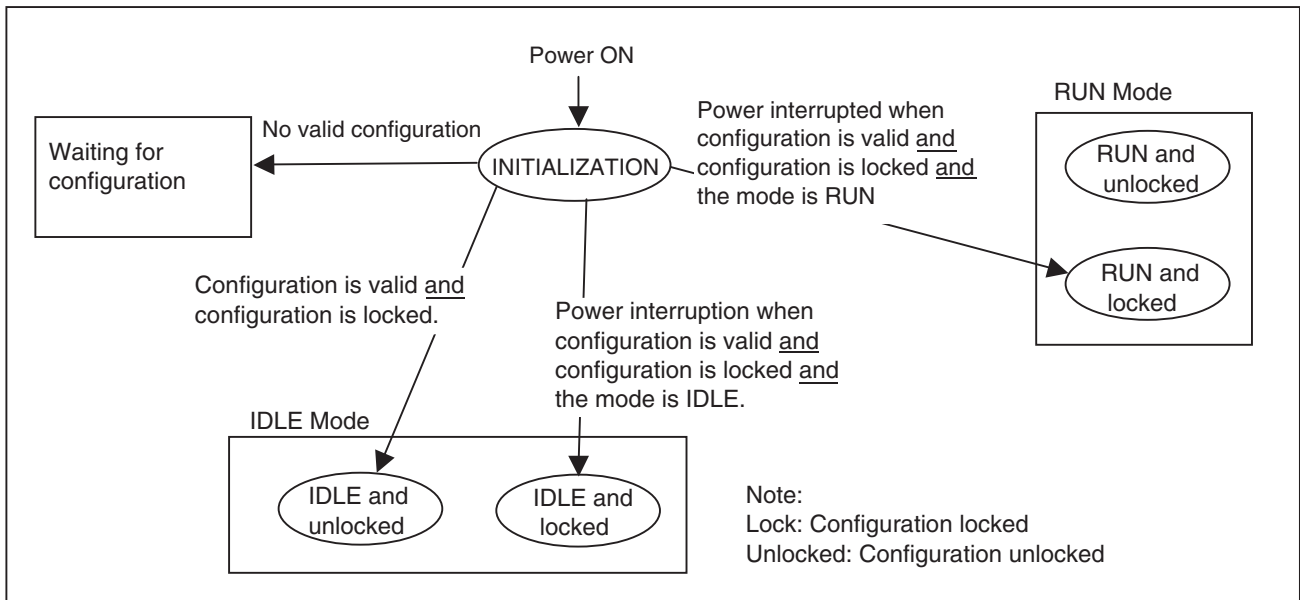 Power ON
No valid configuration
Waiting for
configuration
INITIALIZATION
Power interrupted when
configuration is valid and
configuration is locked and
the mode is RUN
RUN Mode
RUN and
unlocked
RUN and
locked
Configuration is valid and
configuration is locked.
Power interruption when
configuration is valid and
configuration is locked and
the mode is IDLE.
IDLE Mode
IDLE and
unlocked
IDLE and
locked
Note:
Lock: Configuration locked
Unlocked: Configuration unlocked